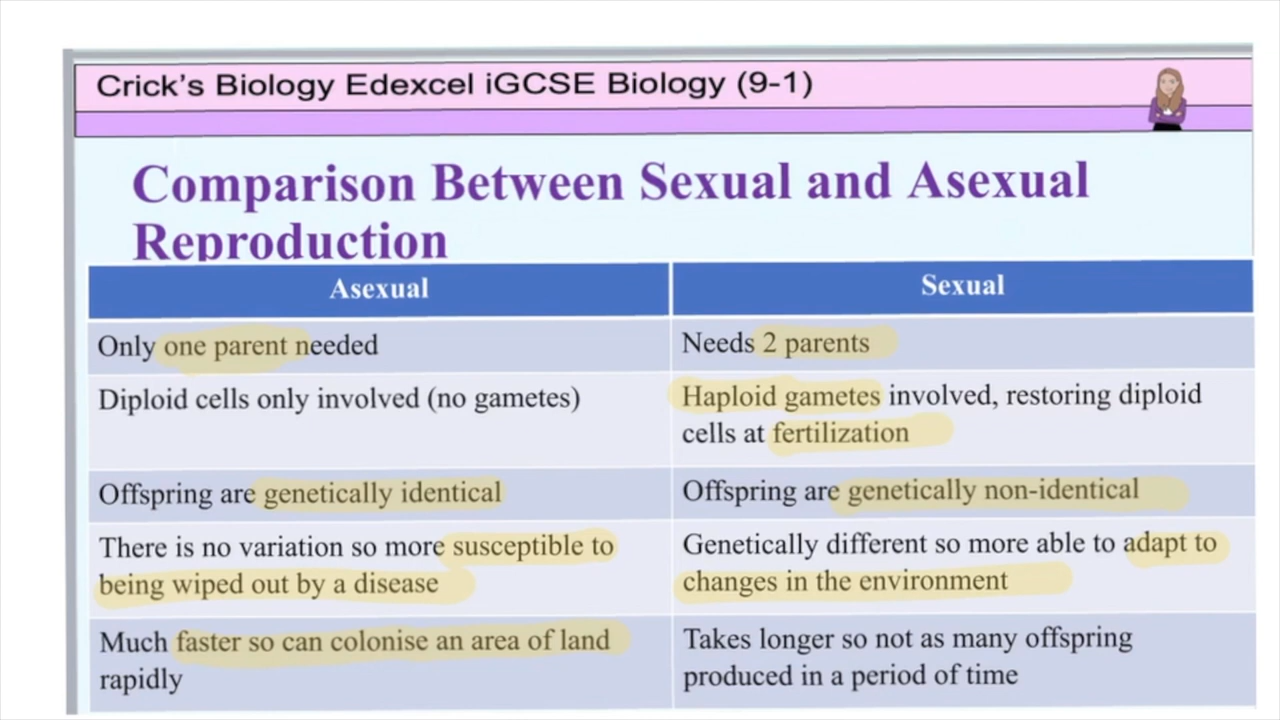 Crick's Biology Edexcel iGCSE Biology (9-1)
Comparison Between Sexual and Asexual
Reproduction
Asexual
Sexual
Only one parent needed
Needs 2 parents
Diploid cells only involved (no gametes)
Haploid gametes involved, restoring diploid
cells at fertilization
Offspring are genetically identical
Offspring are genetically non-identical
There is no variation so more susceptible to
being wiped out by a disease
Genetically different so more able to adapt to
changes in the environment
Much faster so can colonise an area of land
rapidly
Takes longer so not as many offspring
produced in a period of time